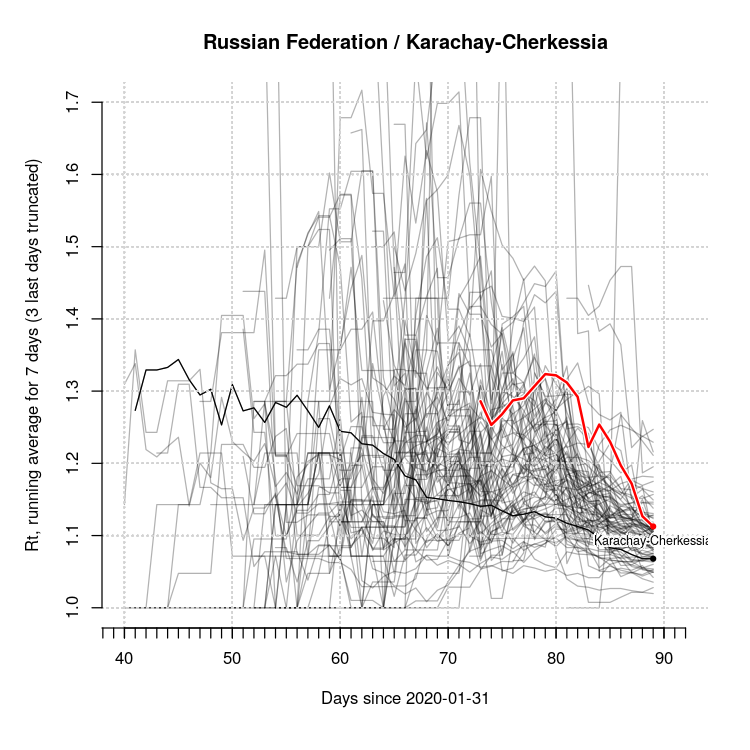 Russian Federation / Karachay-Cherkessia
Rt, running average for 7 days (3 last days truncated)
1.7
1.6
1.5
1.4
1.3
1.2
1.1
1.0
Karachay-Cherkessia
40 50 60 70 80 90
Days since 2020-01-31